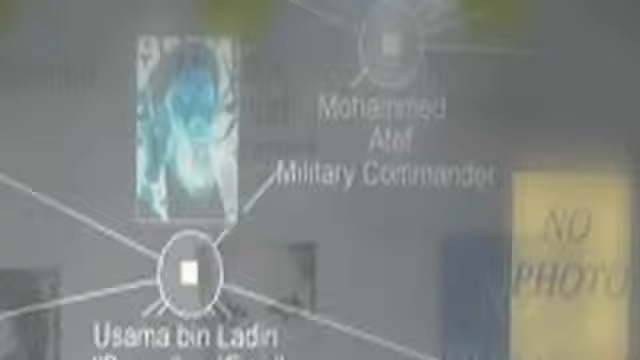 Mohammed
Atef
Military Commander
NO
PHOTO
Usama bin Ladin